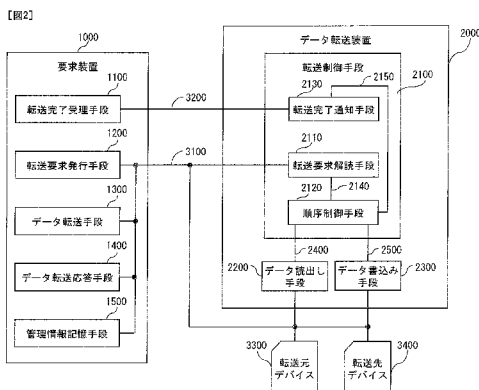 【図2】
1000
要求装置
1100
転送完了受理手段
1200
転送要求発行手段
1300
データ転送手段
1400
データ転送応答手段
1500
管理情報記憶手段
3200
3100
データ転送装置
2000
転送制御手段
2100
2130
2150
転送完了通知手段
2110
転送要求解読手段
2120
2140
順序制御手段
2400
2500
2200
データ読出し
手段
データ書込み
手段
2300
3300
転送元
デバイス
転送先
デバイス
3400